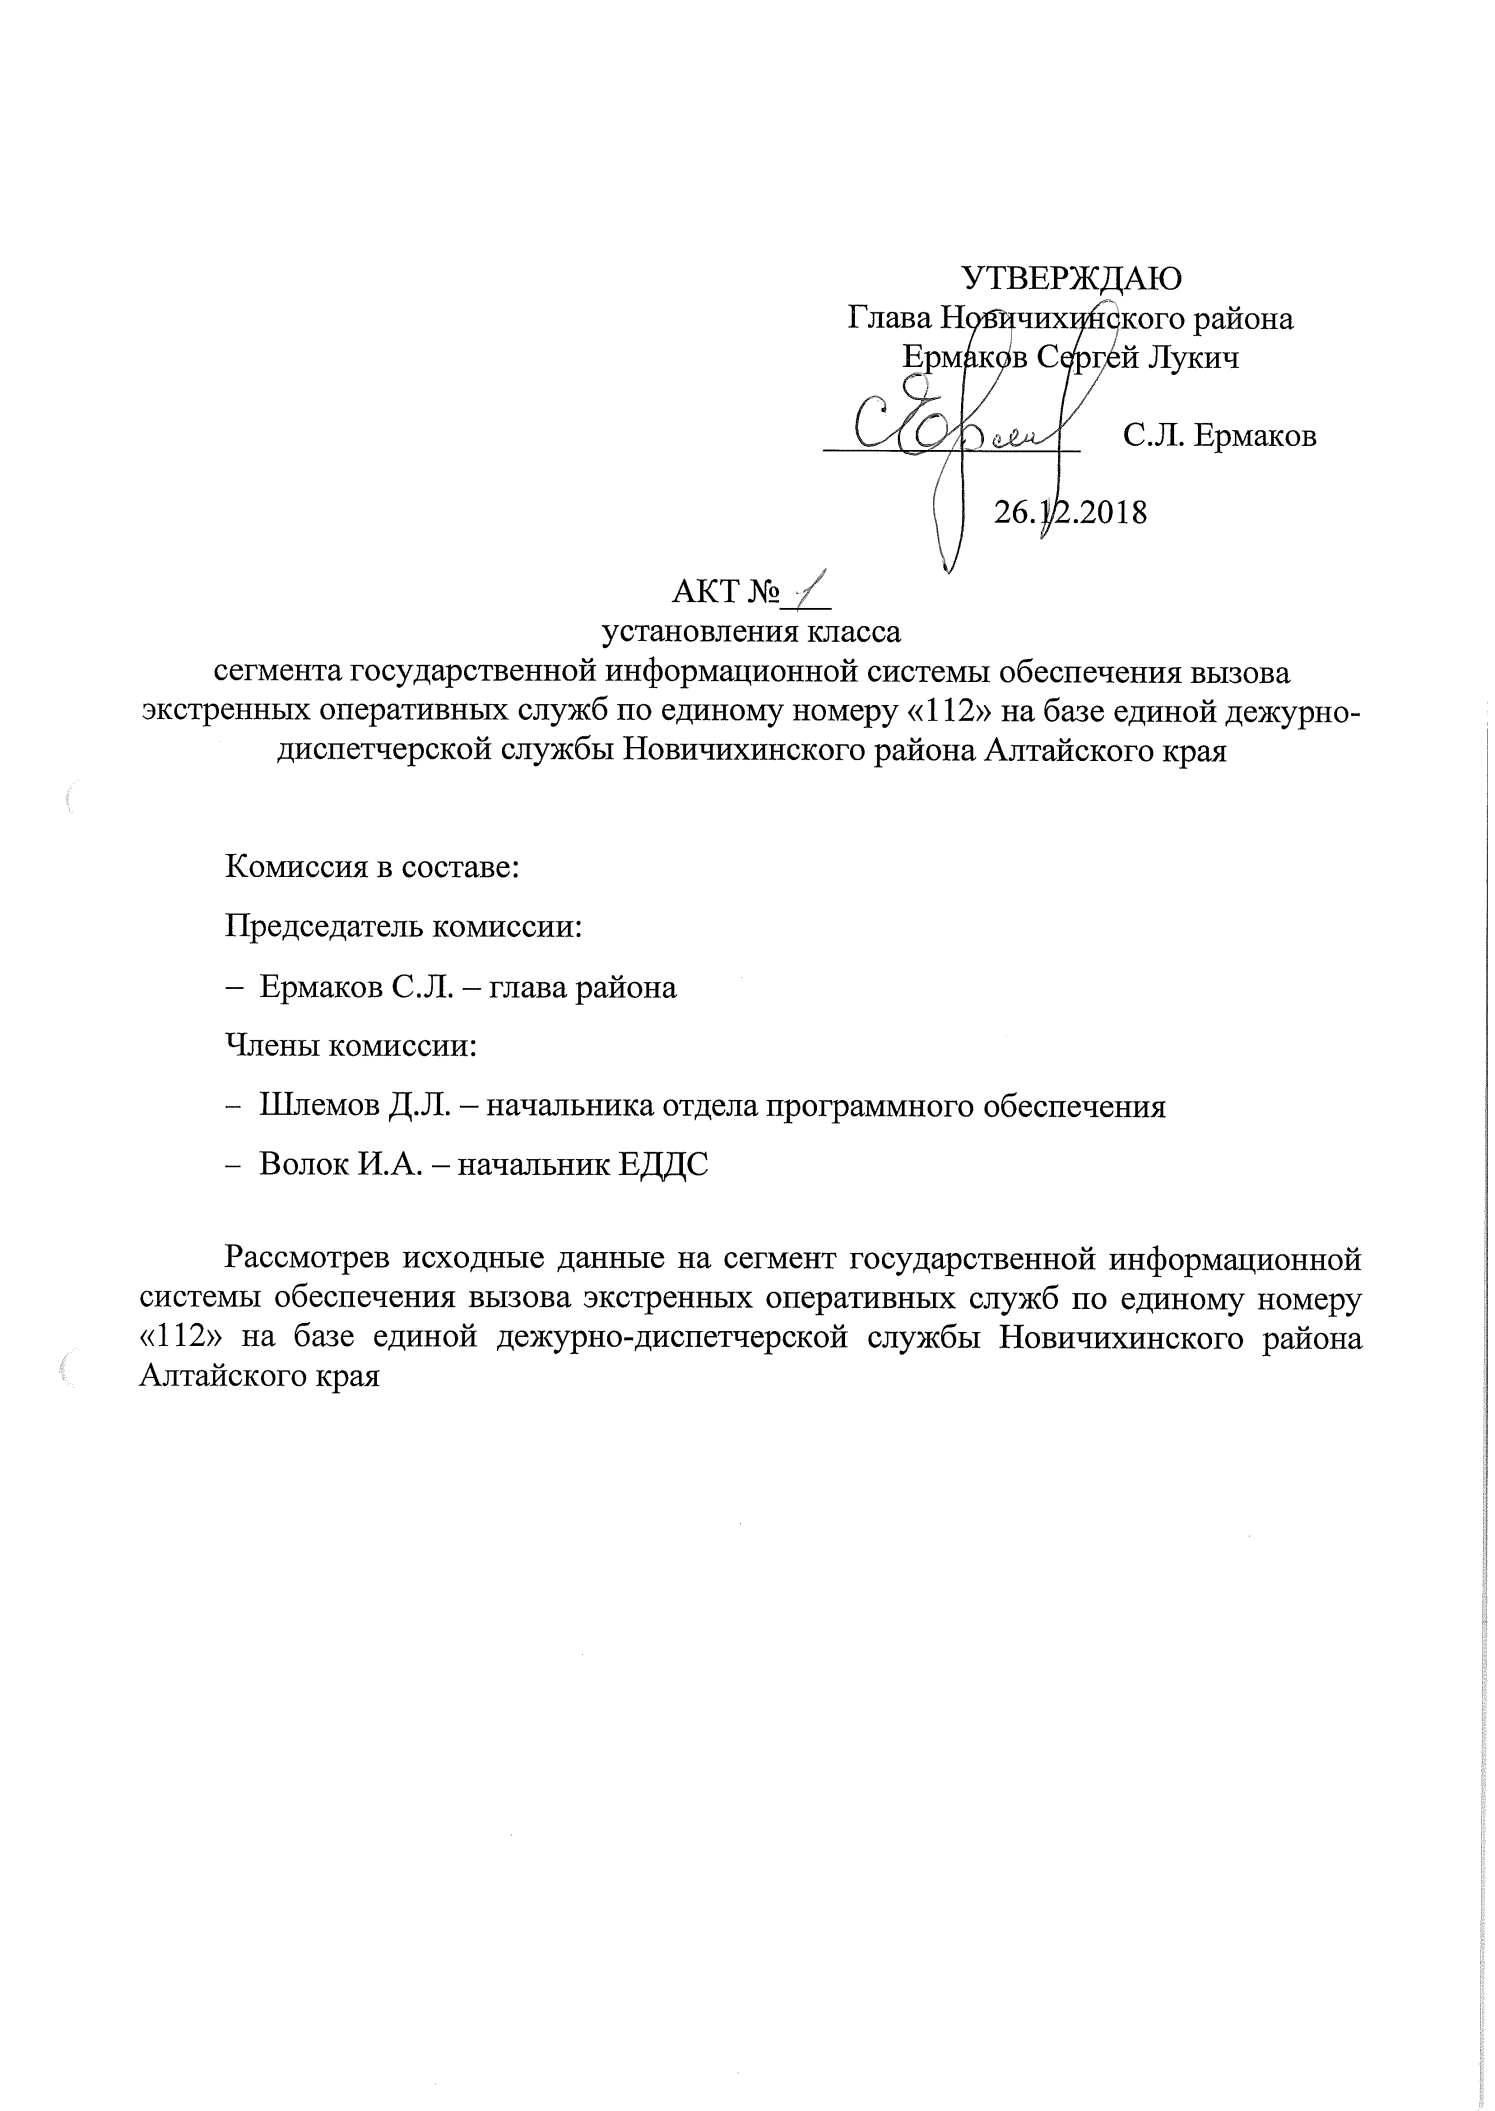 УТВЕРЖДАЮ
Глава Новичихинского района
Ермаков Сергей Лукич
С.Л. Ермаков
26.12.2018
АКТ № 1
установления класса
сегмента государственной информационной системы обеспечения вызова
экстренных оперативных служб по единому номеру «112» на базе единой дежурно-
диспетчерской службы Новичихинского района Алтайского края
Комиссия в составе:
Председатель комиссии:
– Ермаков С.Л. – глава района
Члены комиссии:
– Шлемов Д.Л. – начальника отдела программного обеспечения
– Волок И.А. – начальник ЕДДС
Рассмотрев исходные данные на сегмент государственной информационной
системы обеспечения вызова экстренных оперативных служб по единому номеру
«112» на базе единой дежурно-диспетчерской службы Новичихинского района
Алтайского края